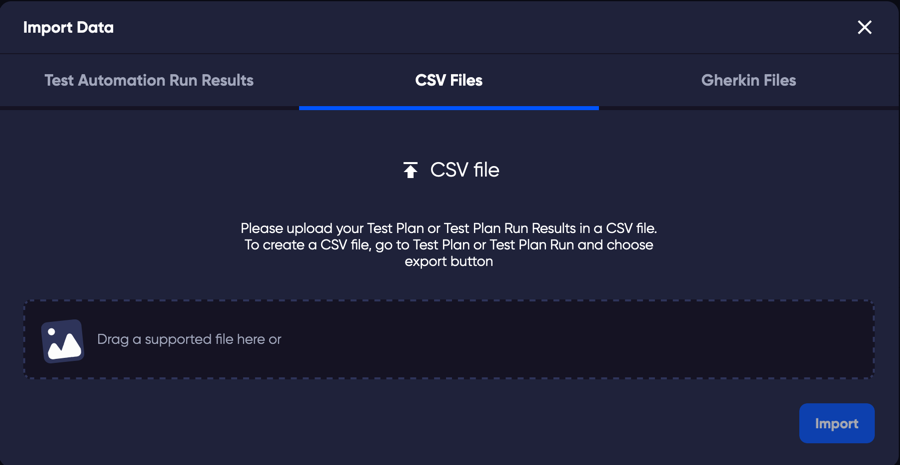 Import Data
Test Automation Run Results
CSV Files
Gherkin Files
CSV file
Please upload your Test Plan or Test Plan Run Results in a CSV file.
To create a CSV file, go to Test Plan or Test Plan Run and choose
export button
Drag a supported file here or
Import